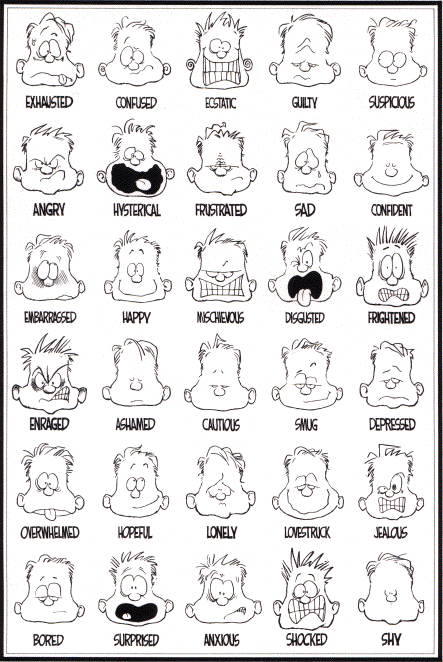 EXHAUSTED CONFUSED ECSTATIC GUILTY SUSPICIOUS
ANGRY HYSTERICAL FRUSTRATED SAD CONFIDENT
EMBARRASSED HAPPY MISCHIEVOUS DISGUSTED FRIGHTENED
ENRAGED ASHAMED CAUTIOUS SMUG DEPRESSED
OVERWHELMED HOPEFUL LONELY LOVESTRUCK JEALOUS
BORED SURPRISED ANXIOUS SHOCKED SHY